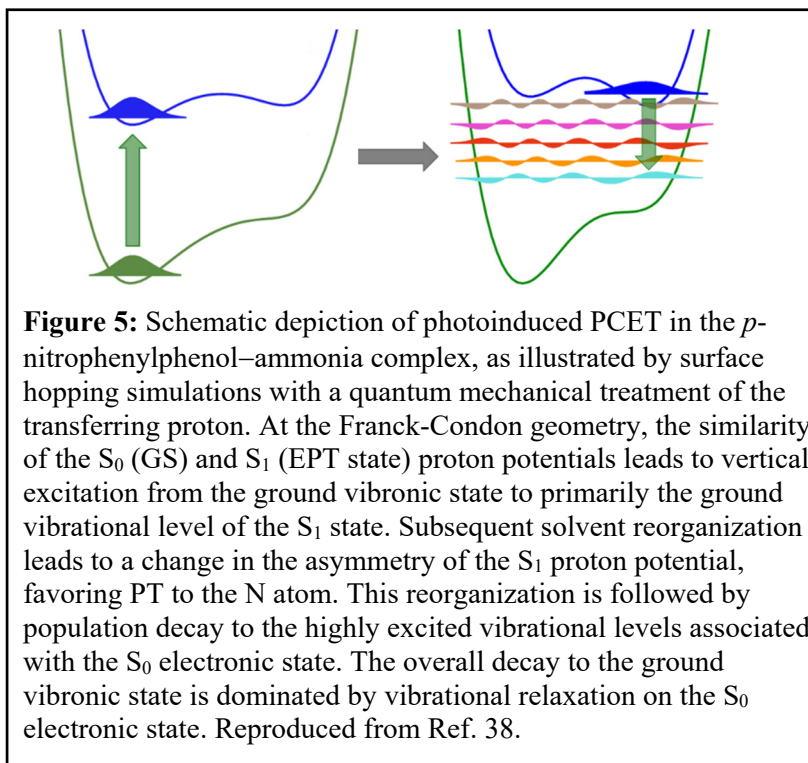 Figure 5: Schematic depiction of photoinduced PCET in the p-
nitrophenylphenol–ammonia complex, as illustrated by surface
hopping simulations with a quantum mechanical treatment of the
transferring proton. At the Franck-Condon geometry, the similarity
of the S₀ (GS) and S₁ (EPT state) proton potentials leads to vertical
excitation from the ground vibronic state to primarily the ground
vibrational level of the S₁ state. Subsequent solvent reorganization
leads to a change in the asymmetry of the S₁ proton potential,
favoring PT to the N atom. This reorganization is followed by
population decay to the highly excited vibrational levels associated
with the S₀ electronic state. The overall decay to the ground
vibronic state is dominated by vibrational relaxation on the S₀
electronic state. Reproduced from Ref. 38.